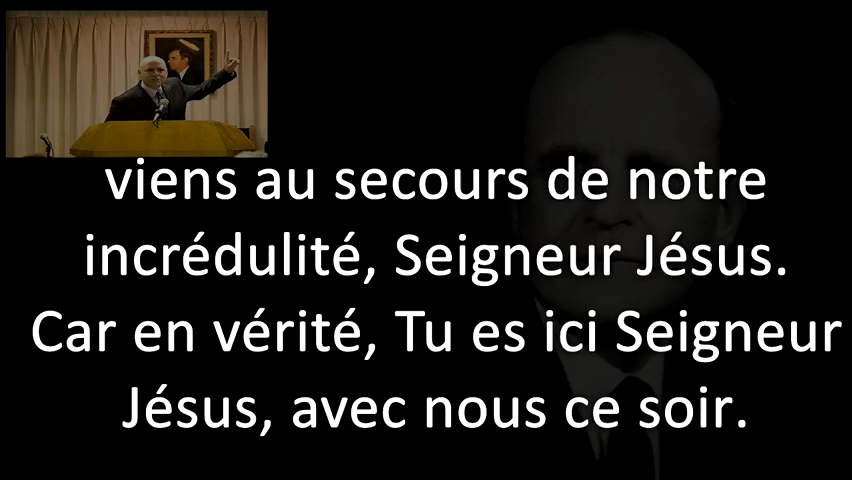 viens au secours de notre
incrédulité, Seigneur Jésus.
Car en vérité, Tu es ici Seigneur
Jésus, avec nous ce soir.